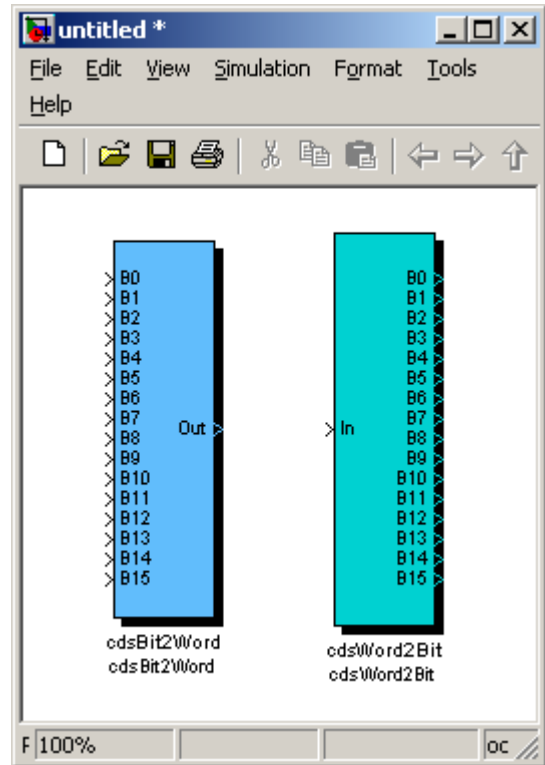 untitled *
File Edit View Simulation Format Tools
Help
B0
B1
B2
B3
B4
B5
B6
B7
B8
B9
B10
B11
B12
B13
B14
B15
Out
cdsBit2Word
cdsBit2Word
In
B0
B1
B2
B3
B4
B5
B6
B7
B8
B9
B10
B11
B12
B13
B14
B15
cdsWord2Bit
cdsWord2Bit
F 100% oc